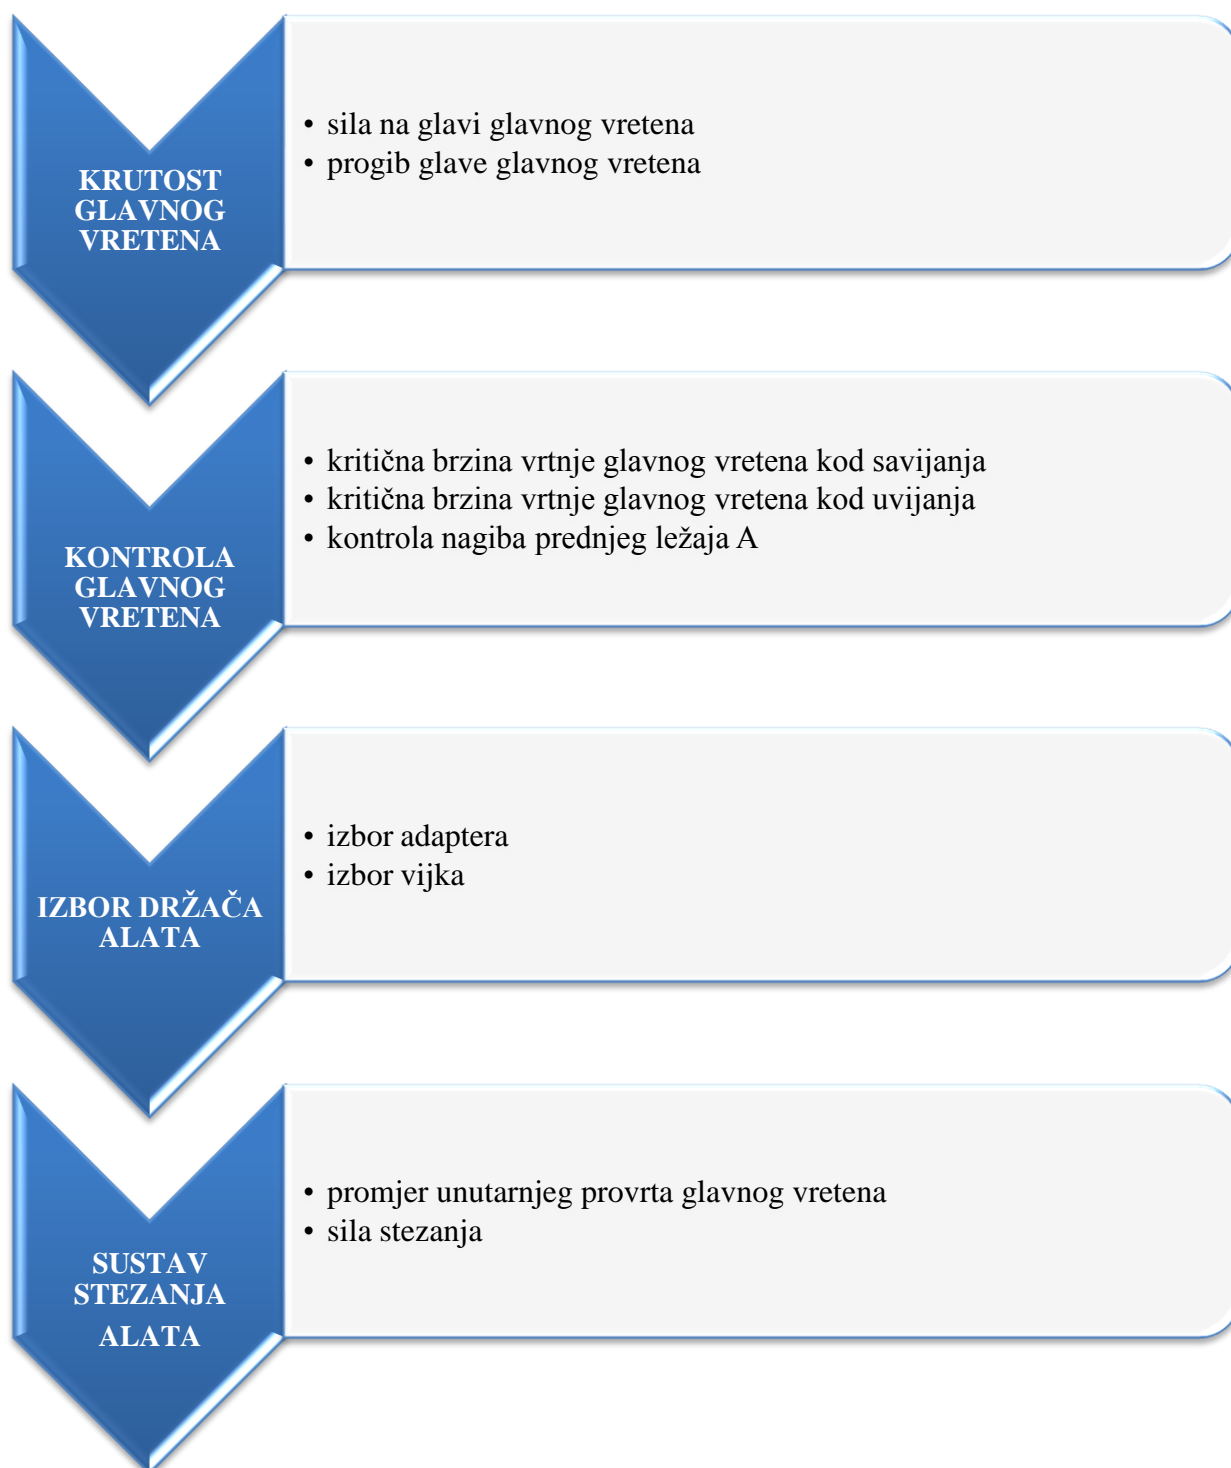 KRUTOST
GLAVNOG
VRETENA
• sila na glavi glavnog vretena
• progib glave glavnog vretena
KONTROLA
GLAVNOG
VRETENA
• kritična brzina vrtnje glavnog vretena kod savijanja
• kritična brzina vrtnje glavnog vretena kod uvijanja
• kontrola nagiba prednjeg ležaja A
IZBOR DRŽAČA
ALATA
• izbor adaptera
• izbor vijka
SUSTAV
STEZANJA
ALATA
• promjer unutarnjeg provrta glavnog vretena
• sila stezanja